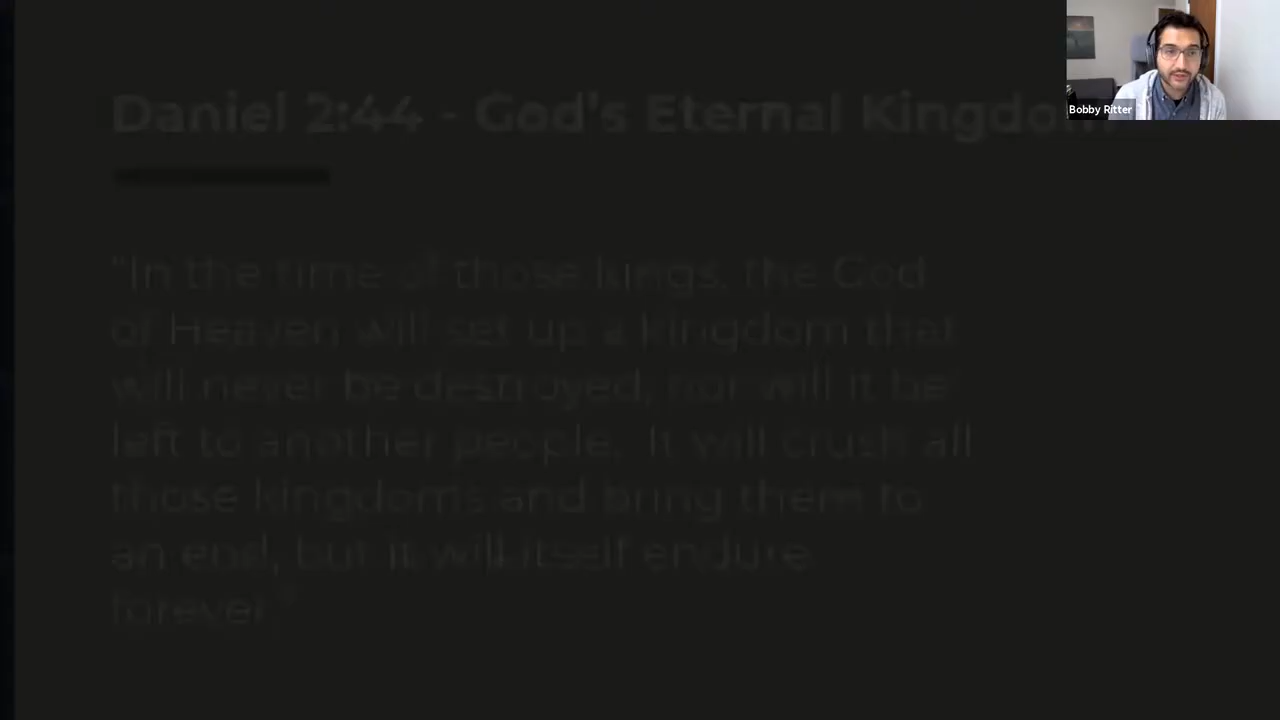 Daniel 2:44 - God's Eternal Kingdom
Bobby Ritter
"In the time of those kings, the God
of Heaven will set up a kingdom that
will never be destroyed, nor will it be
left to another people. It will crush all
those kingdoms and bring them to
an end, but it will itself endure
forever."